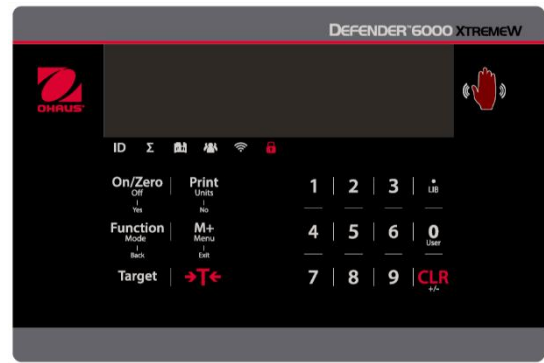 DEFENDER™6000 XTREMEW
OHAUS®
ID Σ
On/Zero Print 1 2 3 .
Off Units LIB
Yes No
Function M+ 4 5 6 0
Mode Menu User
Back Exit
Target →T← 7 8 9 CLR
+/-